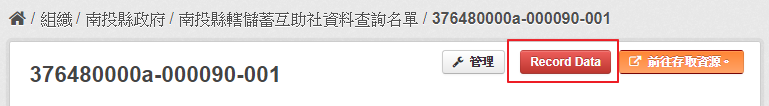 / 組織 / 南投縣政府 / 南投縣轄儲蓄互助社資料查詢名單 / 376480000a-000090-001
376480000a-000090-001
管理
Record Data
前往存取資源。